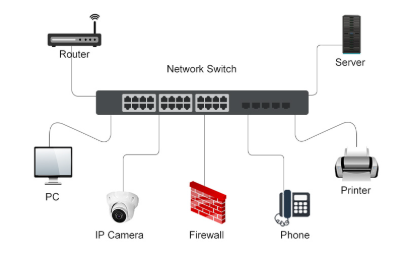 Router
Server
Network Switch
PC
Printer
IP Camera
Firewall
Phone